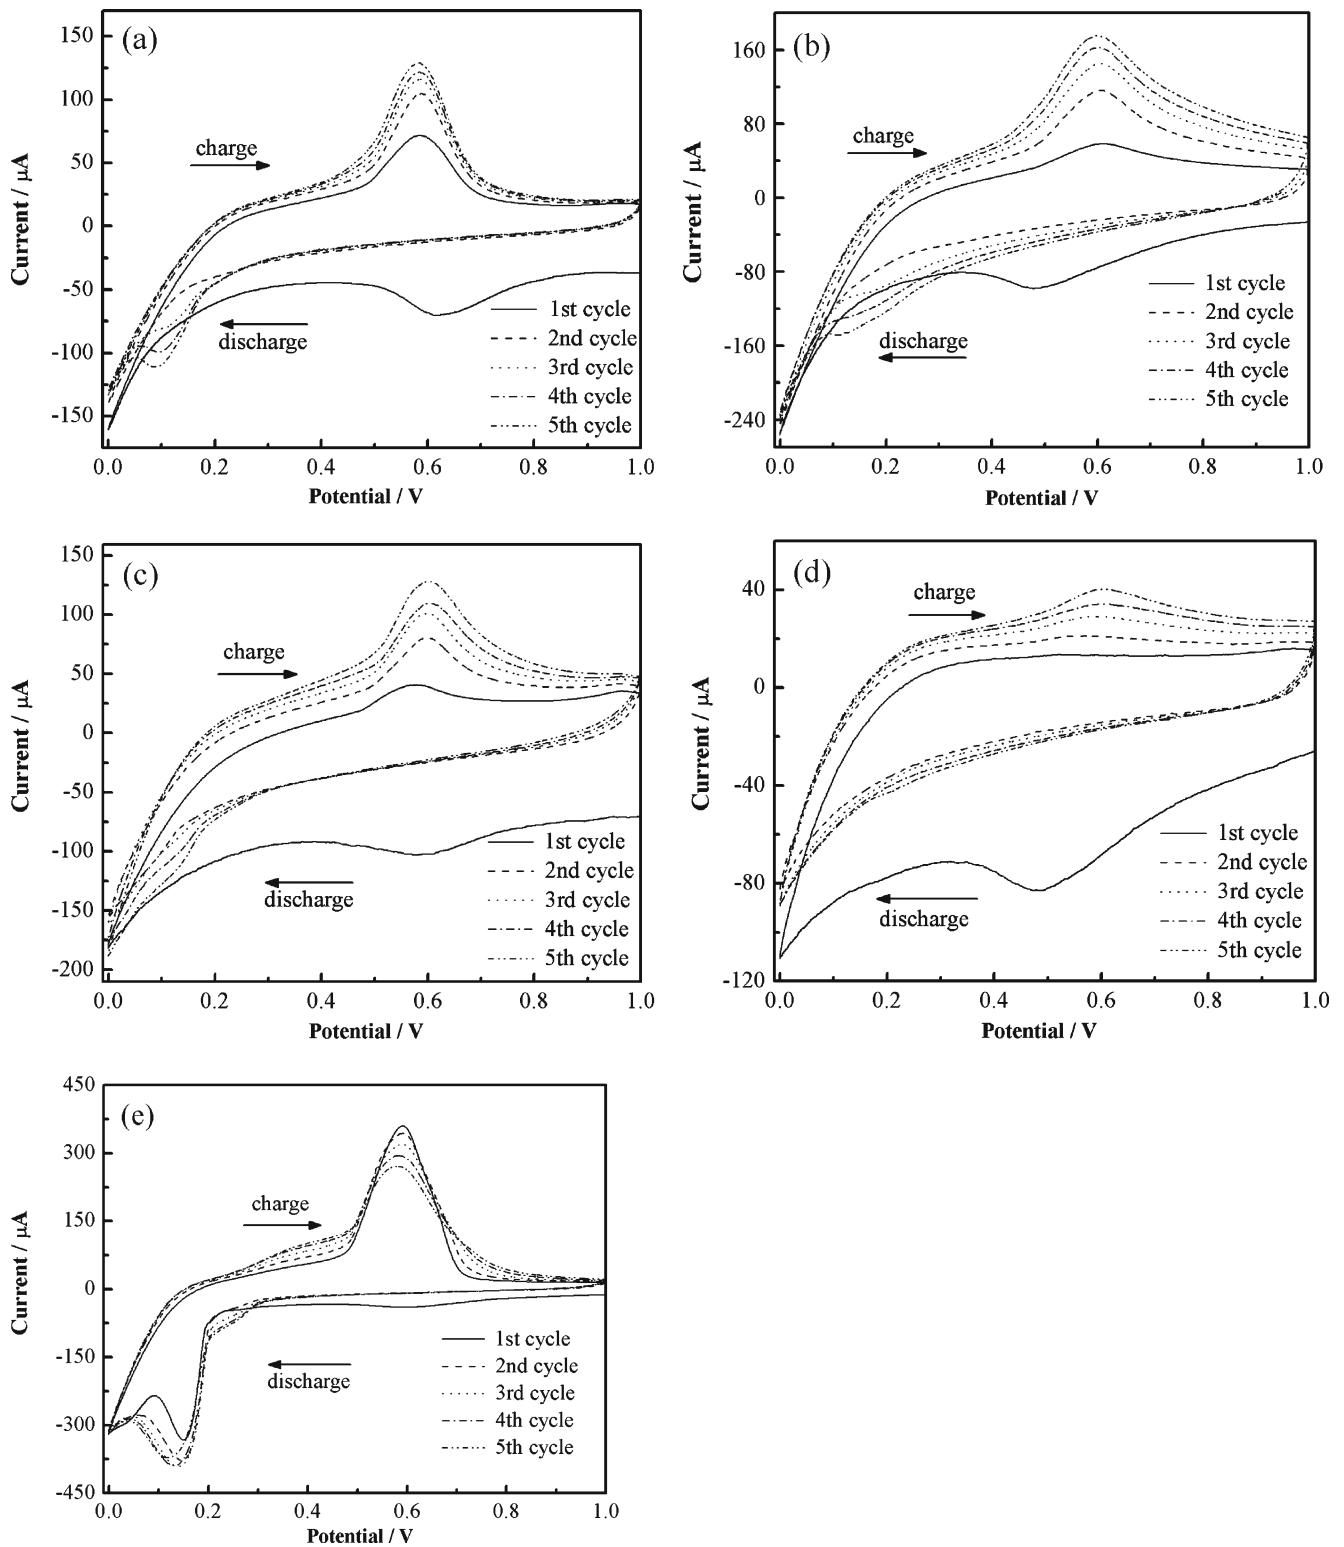 (a)
150
100
50
0
-50
-100
-150
Current / μA
charge
discharge
1st cycle
2nd cycle
3rd cycle
4th cycle
5th cycle
0.0 0.2 0.4 0.6 0.8 1.0
Potential / V
(b)
160
80
0
-80
-160
-240
Current / μA
charge
discharge
1st cycle
2nd cycle
3rd cycle
4th cycle
5th cycle
0.0 0.2 0.4 0.6 0.8 1.0
Potential / V
(c)
150
100
50
0
-50
-100
-150
-200
Current / μA
charge
discharge
1st cycle
2nd cycle
3rd cycle
4th cycle
5th cycle
0.0 0.2 0.4 0.6 0.8 1.0
Potential / V
(d)
40
0
-40
-80
-120
Current / μA
charge
discharge
1st cycle
2nd cycle
3rd cycle
4th cycle
5th cycle
0.0 0.2 0.4 0.6 0.8 1.0
Potential / V
(e)
450
300
150
0
-150
-300
-450
Current / μA
charge
discharge
1st cycle
2nd cycle
3rd cycle
4th cycle
5th cycle
0.0 0.2 0.4 0.6 0.8 1.0
Potential / V